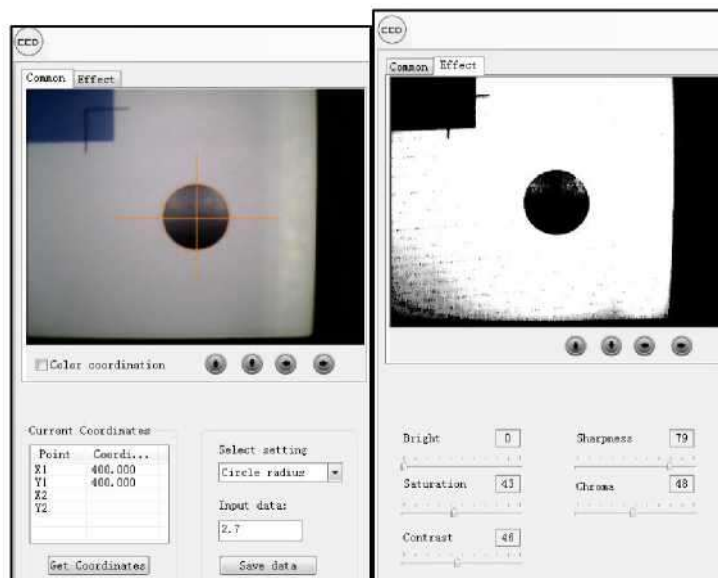 CCD
Common Effect
Color coordination
Current Coordinates
Point Coordi...
X1 400.000
Y1 400.000
X2
Y2
Get Coordinates
Select setting
Circle radius
Input data:
2.7
Save data
CCD
Common Effect
Bright 0
Sharpness 79
Saturation 43
Chroma 48
Contrast 46